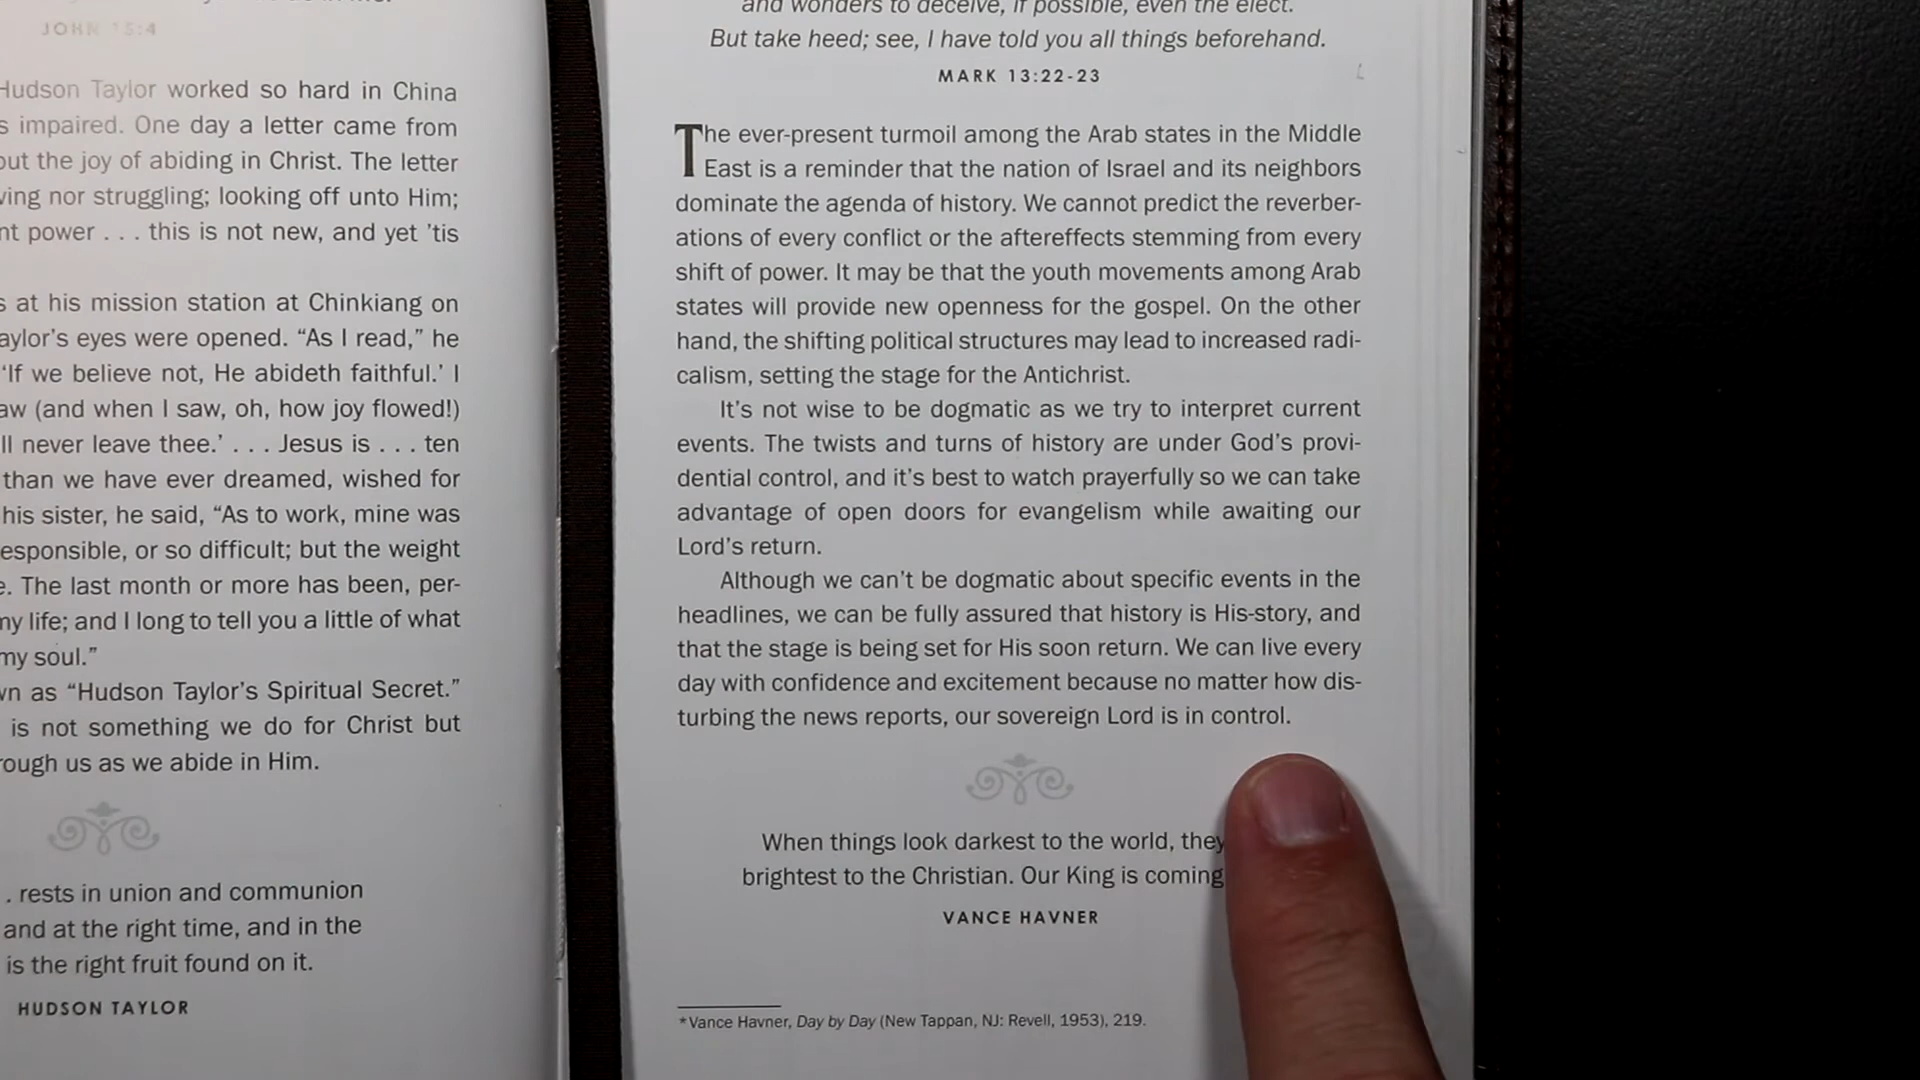 JOHN 15:4
Hudson Taylor worked so hard in China
s impaired. One day a letter came from
out the joy of abiding in Christ. The letter
ving nor struggling; looking off unto Him;
nt power . . . this is not new, and yet ’tis
s at his mission station at Chinkiang on
aylor’s eyes were opened. “As I read,” he
‘If we believe not, He abideth faithful.’ I
aw (and when I saw, oh, how joy flowed!)
ll never leave thee.’ . . . Jesus is . . . ten
than we have ever dreamed, wished for
his sister, he said, “As to work, mine was
esponsible, or so difficult; but the weight
e. The last month or more has been, per-
my life; and I long to tell you a little of what
my soul.”
wn as “Hudson Taylor’s Spiritual Secret.”
is not something we do for Christ but
rough us as we abide in Him.
. rests in union and communion
and at the right time, and in the
is the right fruit found on it.
HUDSON TAYLOR
and wonders to deceive, if possible, even the elect.
But take heed; see, I have told you all things beforehand.
MARK 13:22-23
The ever-present turmoil among the Arab states in the Middle
East is a reminder that the nation of Israel and its neighbors
dominate the agenda of history. We cannot predict the reverber-
ations of every conflict or the aftereffects stemming from every
shift of power. It may be that the youth movements among Arab
states will provide new openness for the gospel. On the other
hand, the shifting political structures may lead to increased radi-
calism, setting the stage for the Antichrist.
It’s not wise to be dogmatic as we try to interpret current
events. The twists and turns of history are under God’s provi-
dential control, and it’s best to watch prayerfully so we can take
advantage of open doors for evangelism while awaiting our
Lord’s return.
Although we can’t be dogmatic about specific events in the
headlines, we can be fully assured that history is His-story, and
that the stage is being set for His soon return. We can live every
day with confidence and excitement because no matter how dis-
turbing the news reports, our sovereign Lord is in control.
When things look darkest to the world, they
brightest to the Christian. Our King is coming
VANCE HAVNER
*Vance Havner, Day by Day (New Tappan, NJ: Revell, 1953), 219.